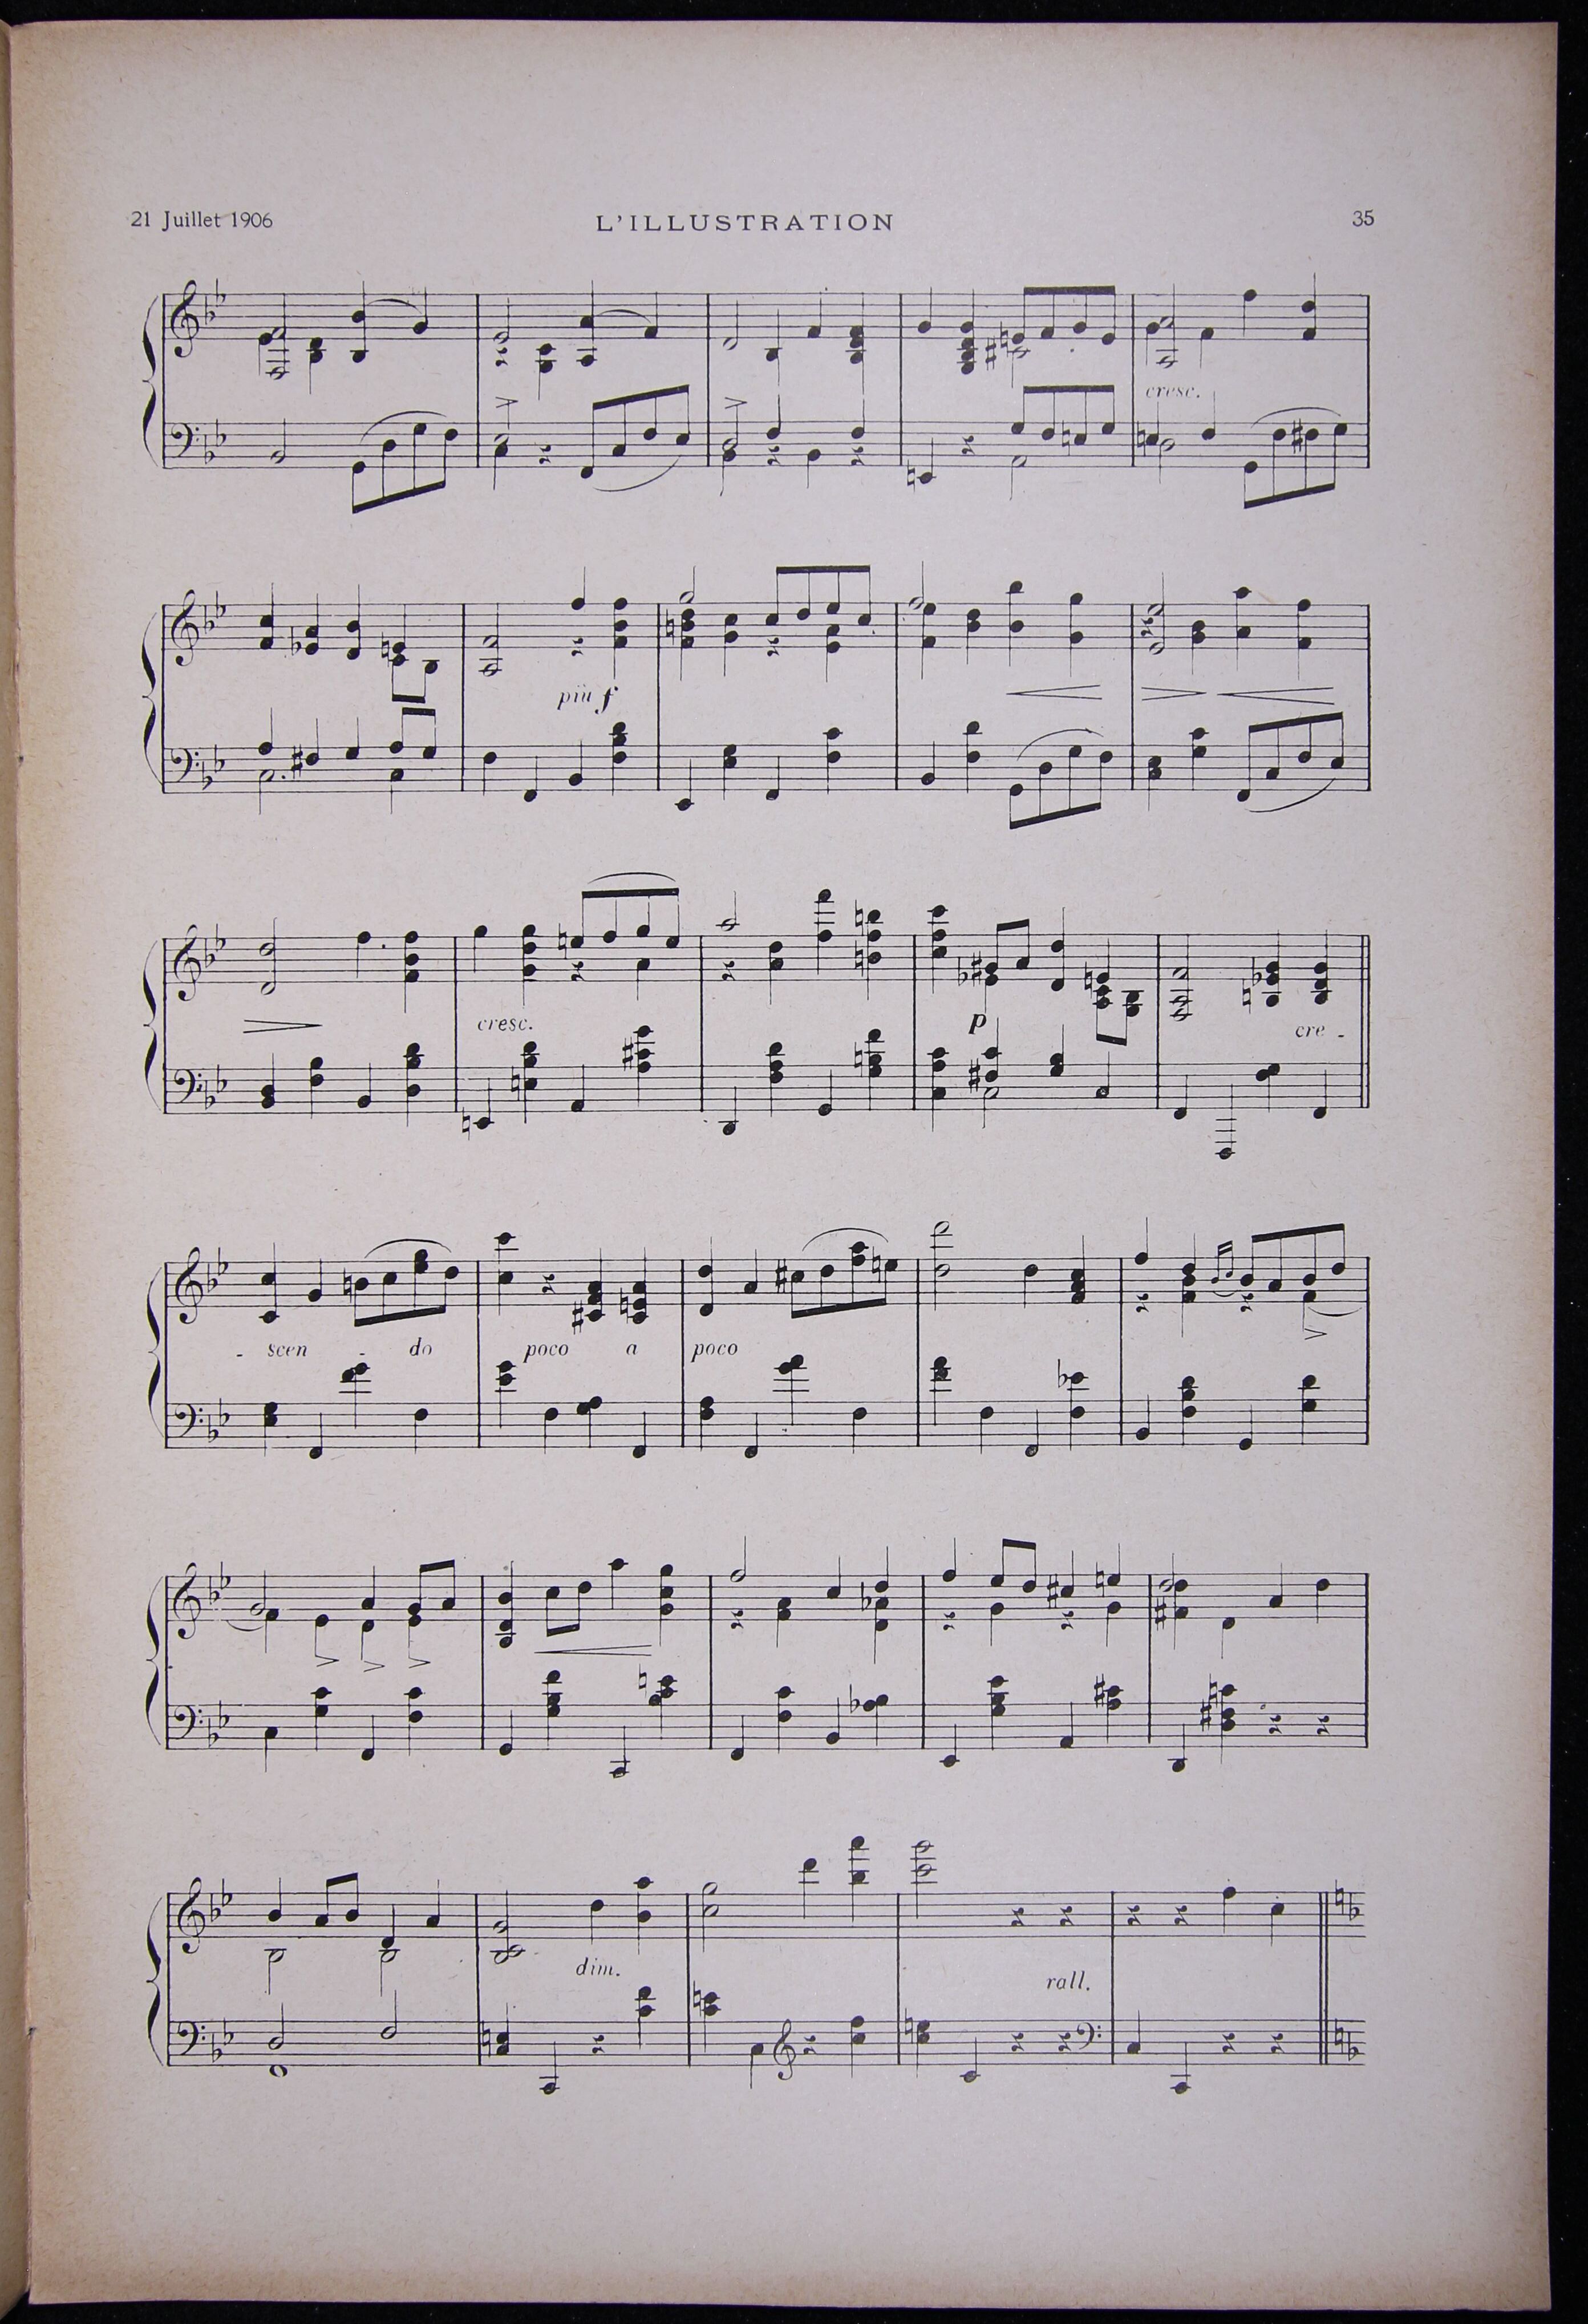 21 Juillet 1906 L'ILLUSTRATION 35
cresc.
più f
cresc. p cre -
- scen - do poco a poco
dim. rall.